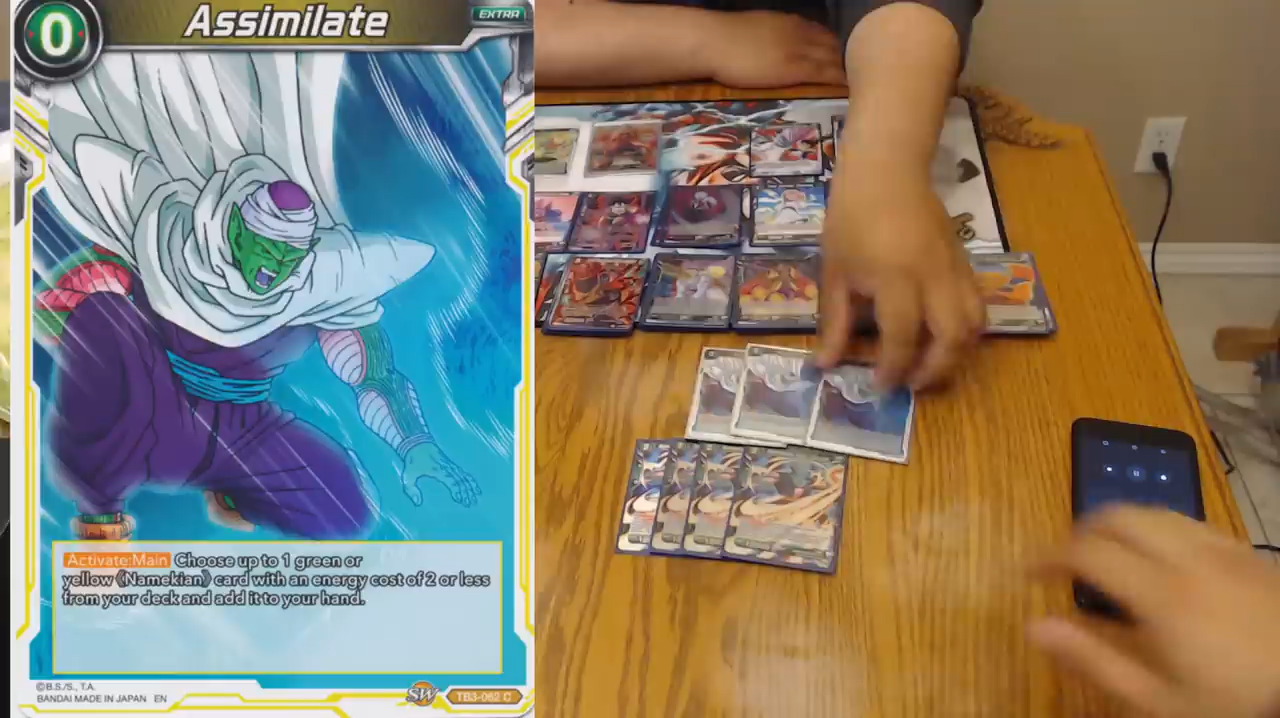 0
Assimilate
EXTRA
Activate:Main Choose up to 1 green or
yellow 《Namekian》 card with an energy cost of 2 or less
from your deck and add it to your hand.
©B.S./S., T.A.
BANDAI MADE IN JAPAN EN
SW
TB3-062 C